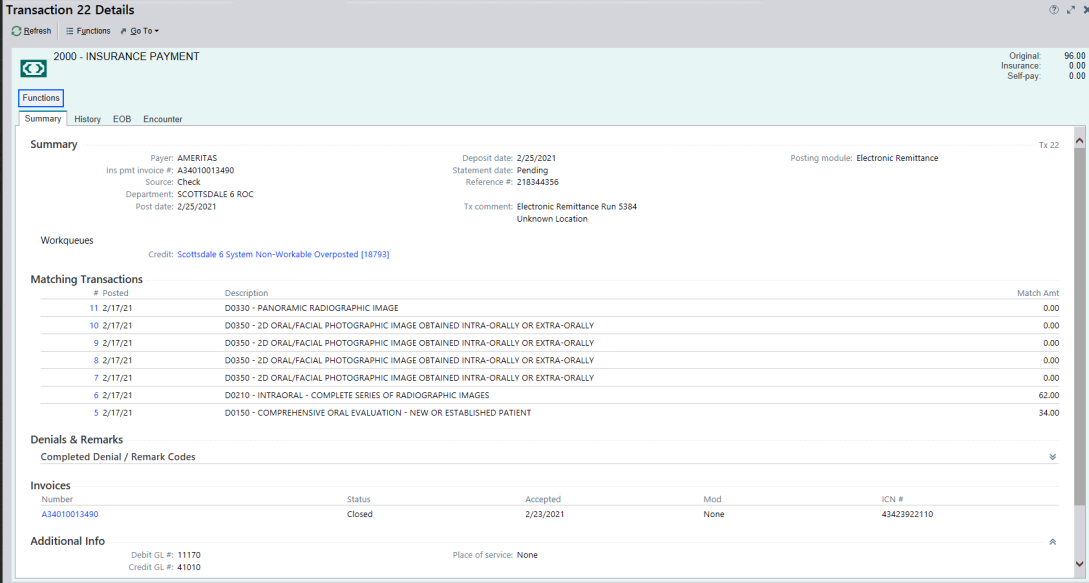 Transaction 22 Details
Refresh Functions Go To
2000 - INSURANCE PAYMENT
Original: 96.00
Insurance: 0.00
Self-pay: 0.00
Functions
Summary History EOB Encounter
Summary Tx 22
Payer: AMERITAS Deposit date: 2/25/2021 Posting module: Electronic Remittance
Ins pmt invoice #: A34010013490 Statement date: Pending
Source: Check Reference #: 218344356
Department: SCOTTSDALE 6 ROC
Post date: 2/25/2021 Tx comment: Electronic Remittance Run 5384
Unknown Location
Workqueues
Credit: Scottsdale 6 System Non-Workable Overposted [18793]
Matching Transactions
# Posted Description Match Amt
11 2/17/21 D0330 - PANORAMIC RADIOGRAPHIC IMAGE 0.00
10 2/17/21 D0350 - 2D ORAL/FACIAL PHOTOGRAPHIC IMAGE OBTAINED INTRA-ORALLY OR EXTRA-ORALLY 0.00
9 2/17/21 D0350 - 2D ORAL/FACIAL PHOTOGRAPHIC IMAGE OBTAINED INTRA-ORALLY OR EXTRA-ORALLY 0.00
8 2/17/21 D0350 - 2D ORAL/FACIAL PHOTOGRAPHIC IMAGE OBTAINED INTRA-ORALLY OR EXTRA-ORALLY 0.00
7 2/17/21 D0350 - 2D ORAL/FACIAL PHOTOGRAPHIC IMAGE OBTAINED INTRA-ORALLY OR EXTRA-ORALLY 0.00
6 2/17/21 D0210 - INTRAORAL - COMPLETE SERIES OF RADIOGRAPHIC IMAGES 62.00
5 2/17/21 D0150 - COMPREHENSIVE ORAL EVALUATION - NEW OR ESTABLISHED PATIENT 34.00
Denials & Remarks
Completed Denial / Remark Codes
Invoices
Number Status Accepted Mod ICN #
A34010013490 Closed 2/23/2021 None 43423922110
Additional Info
Debit GL #: 11170 Place of service: None
Credit GL #: 41010